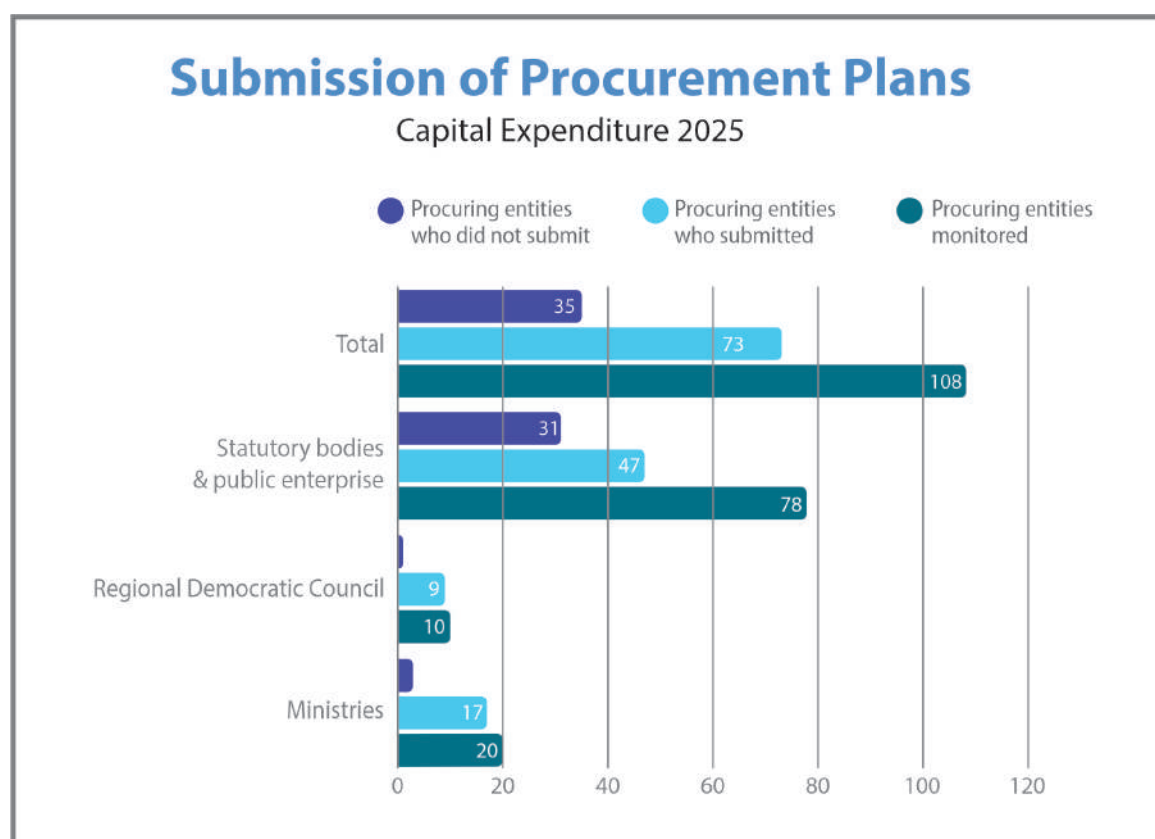 Submission of Procurement Plans
Capital Expenditure 2025
Procuring entities
who did not submit
Procuring entities
who submitted
Procuring entities
monitored
35
Total
73
108
31
Statutory bodies
& public enterprise
47
78
Regional Democratic Council
9
10
Ministries
17
20
0 20 40 60 80 100 120